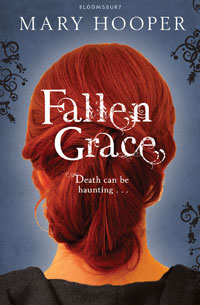 BLOOMSBURY
MARY HOOPER
Fallen
Grace
Death can be
haunting . . .